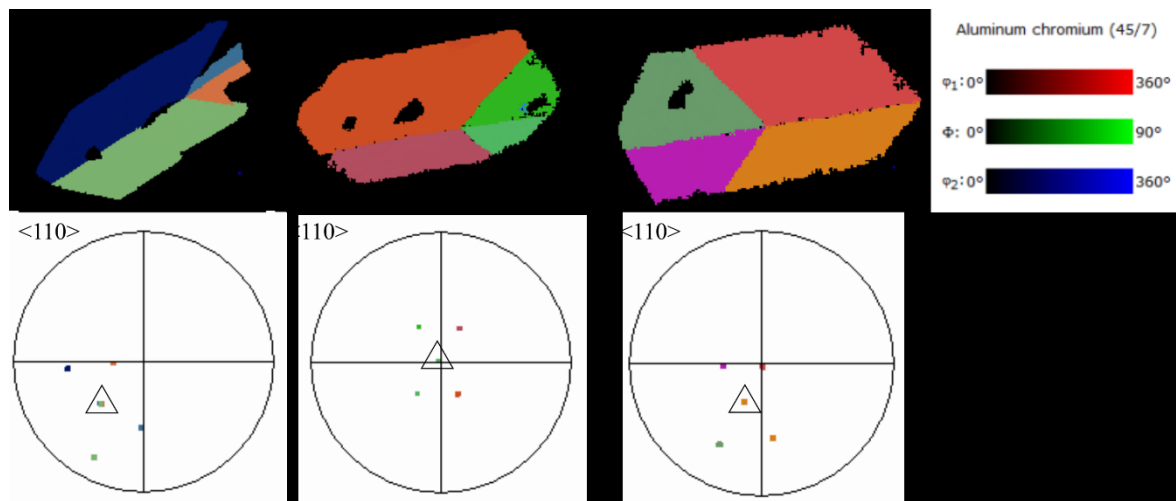 Aluminum chromium (45/7)
φ₁:0° 360°
Φ: 0° 90°
φ₂:0° 360°
<110>
<110>
<110>